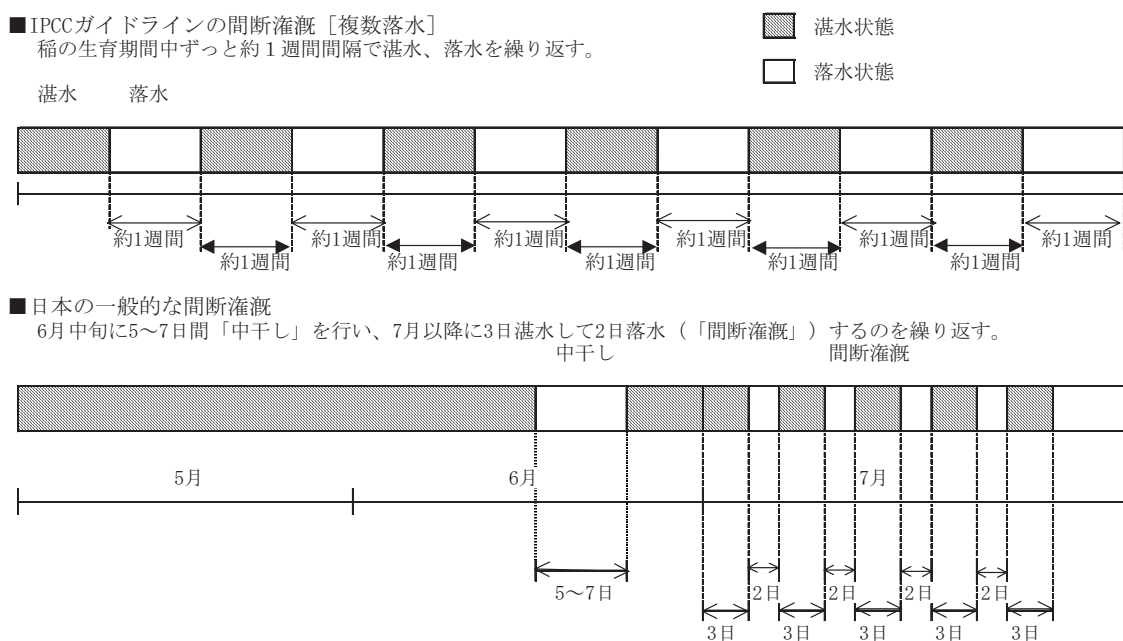 ■IPCCガイドラインの間断潅漑［複数落水］
稲の生育期間中ずっと約１週間間隔で湛水、落水を繰り返す。
湛水状態
落水状態
湛水 落水
約1週間 約1週間 約1週間 約1週間 約1週間 約1週間
約1週間 約1週間 約1週間 約1週間 約1週間
■日本の一般的な間断潅漑
6月中旬に5～7日間「中干し」を行い、7月以降に3日湛水して2日落水（「間断潅漑」）するのを繰り返す。
中干し 間断潅漑
5月 6月 7月
5～7日 2日 2日 2日 2日
3日 3日 3日 3日 3日